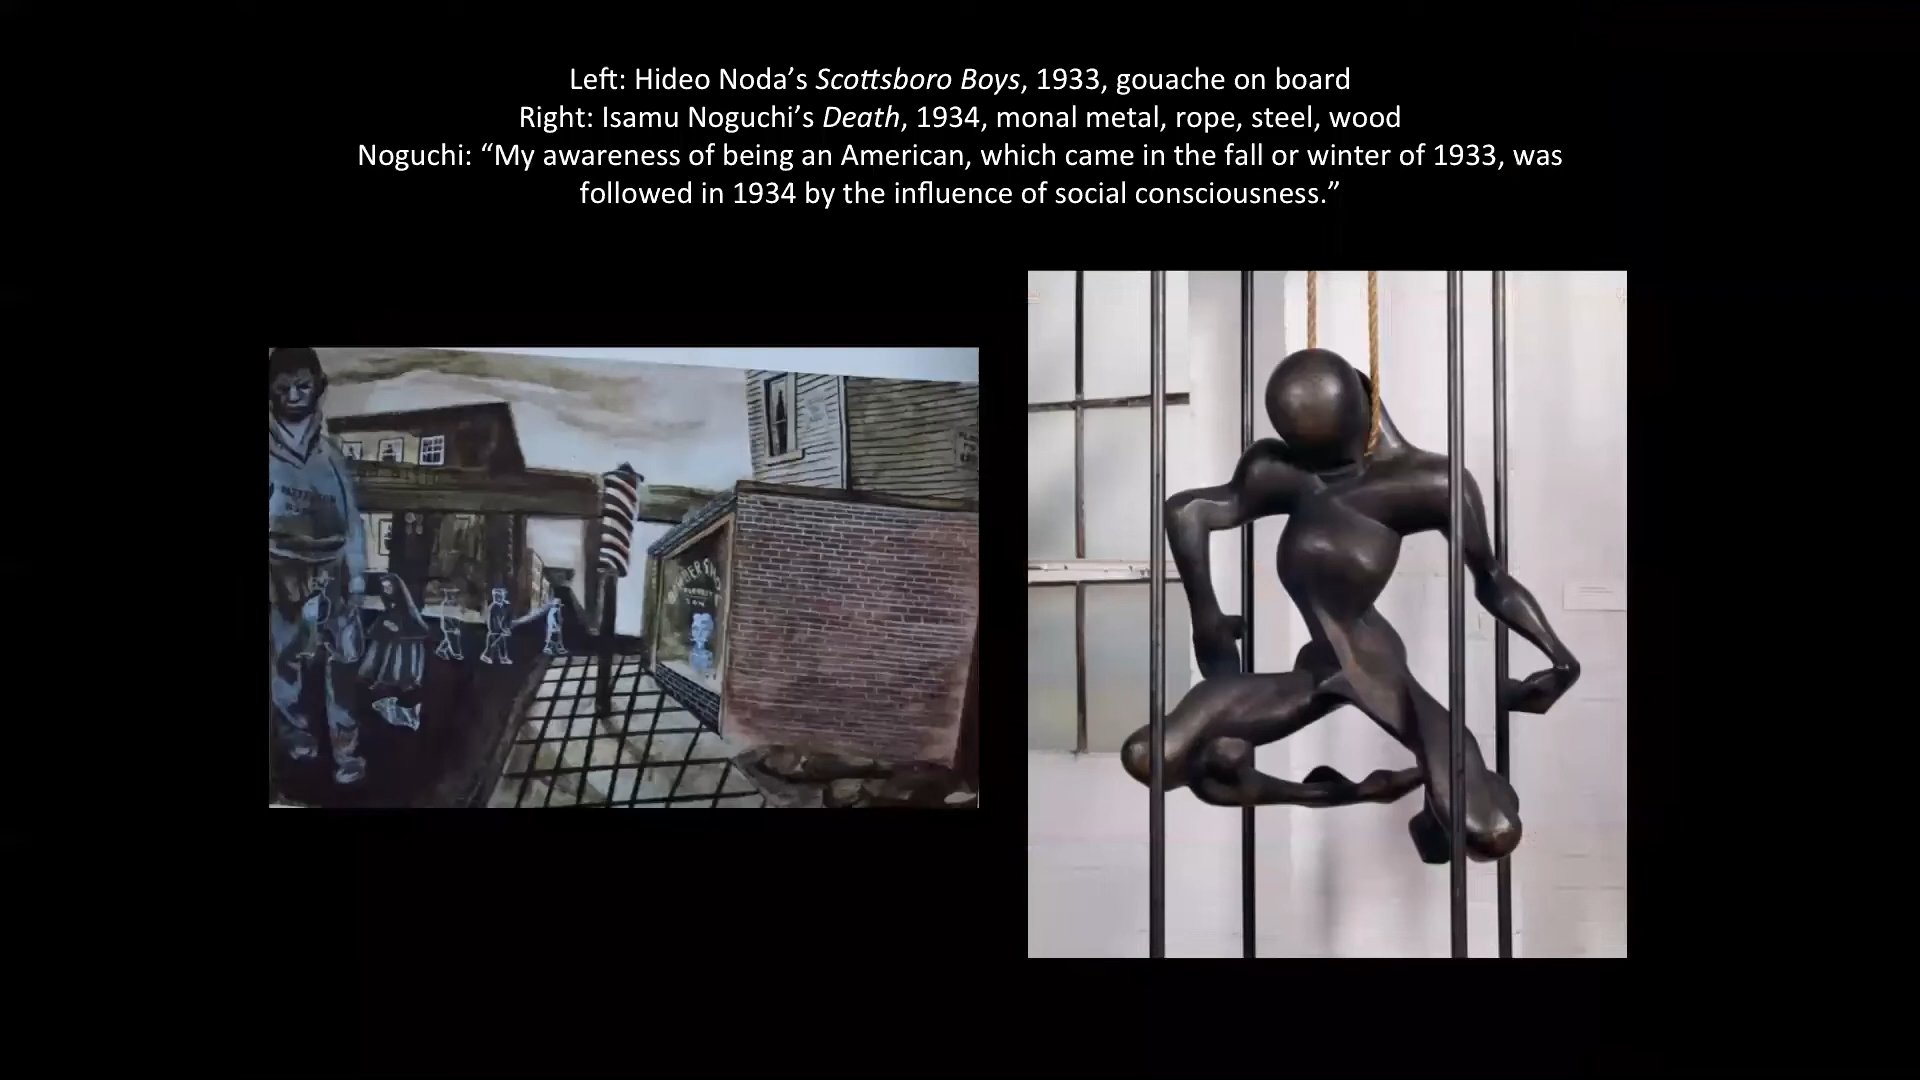 Left: Hideo Noda’s Scottsboro Boys, 1933, gouache on board
Right: Isamu Noguchi’s Death, 1934, monal metal, rope, steel, wood
Noguchi: “My awareness of being an American, which came in the fall or winter of 1933, was
followed in 1934 by the influence of social consciousness.”